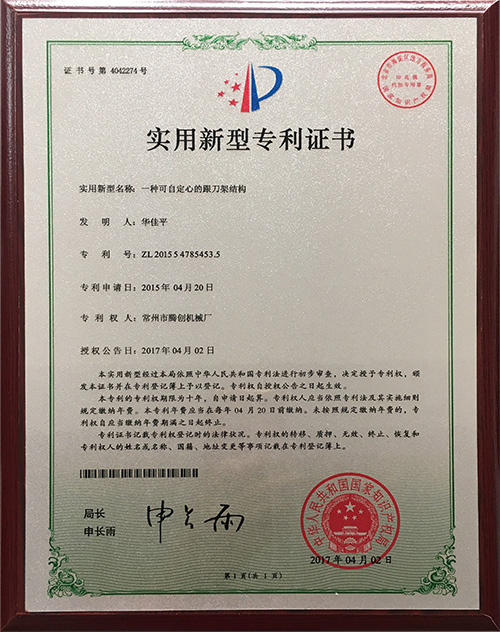 证书号第4042274号
实用新型专利证书
实用新型名称：一种可自定心的跟刀架结构
发明人：华佳平
专利号：ZL 2015 5 4785453.5
专利申请日：2015年04月20日
专利权人：常州市腾创机械厂
授权公告日：2017年04月02日
本实用新型经过本局依照中华人民共和国专利法进行初步审查，决定授予专利权，颁
发本证书并在专利登记簿上予以登记。专利权自授权公告之日起生效。
本专利的专利权期限为十年，自申请日起算。专利权人应当依照专利法及其实施细则
规定缴纳年费。本专利年费应当在每年04月20日前缴纳。未按照规定缴纳年费的，专
利权自应当缴纳年费期满之日起终止。
专利证书记载专利权登记时的法律状况。专利权的转移、质押、无效、终止、恢复和
专利权人的姓名或名称、国籍、地址变更等事项记载在专利登记簿上。
局长
申长雨
申长雨
中华人民共和国国家知识产权局
2017年04月02日
第1页(共1页)